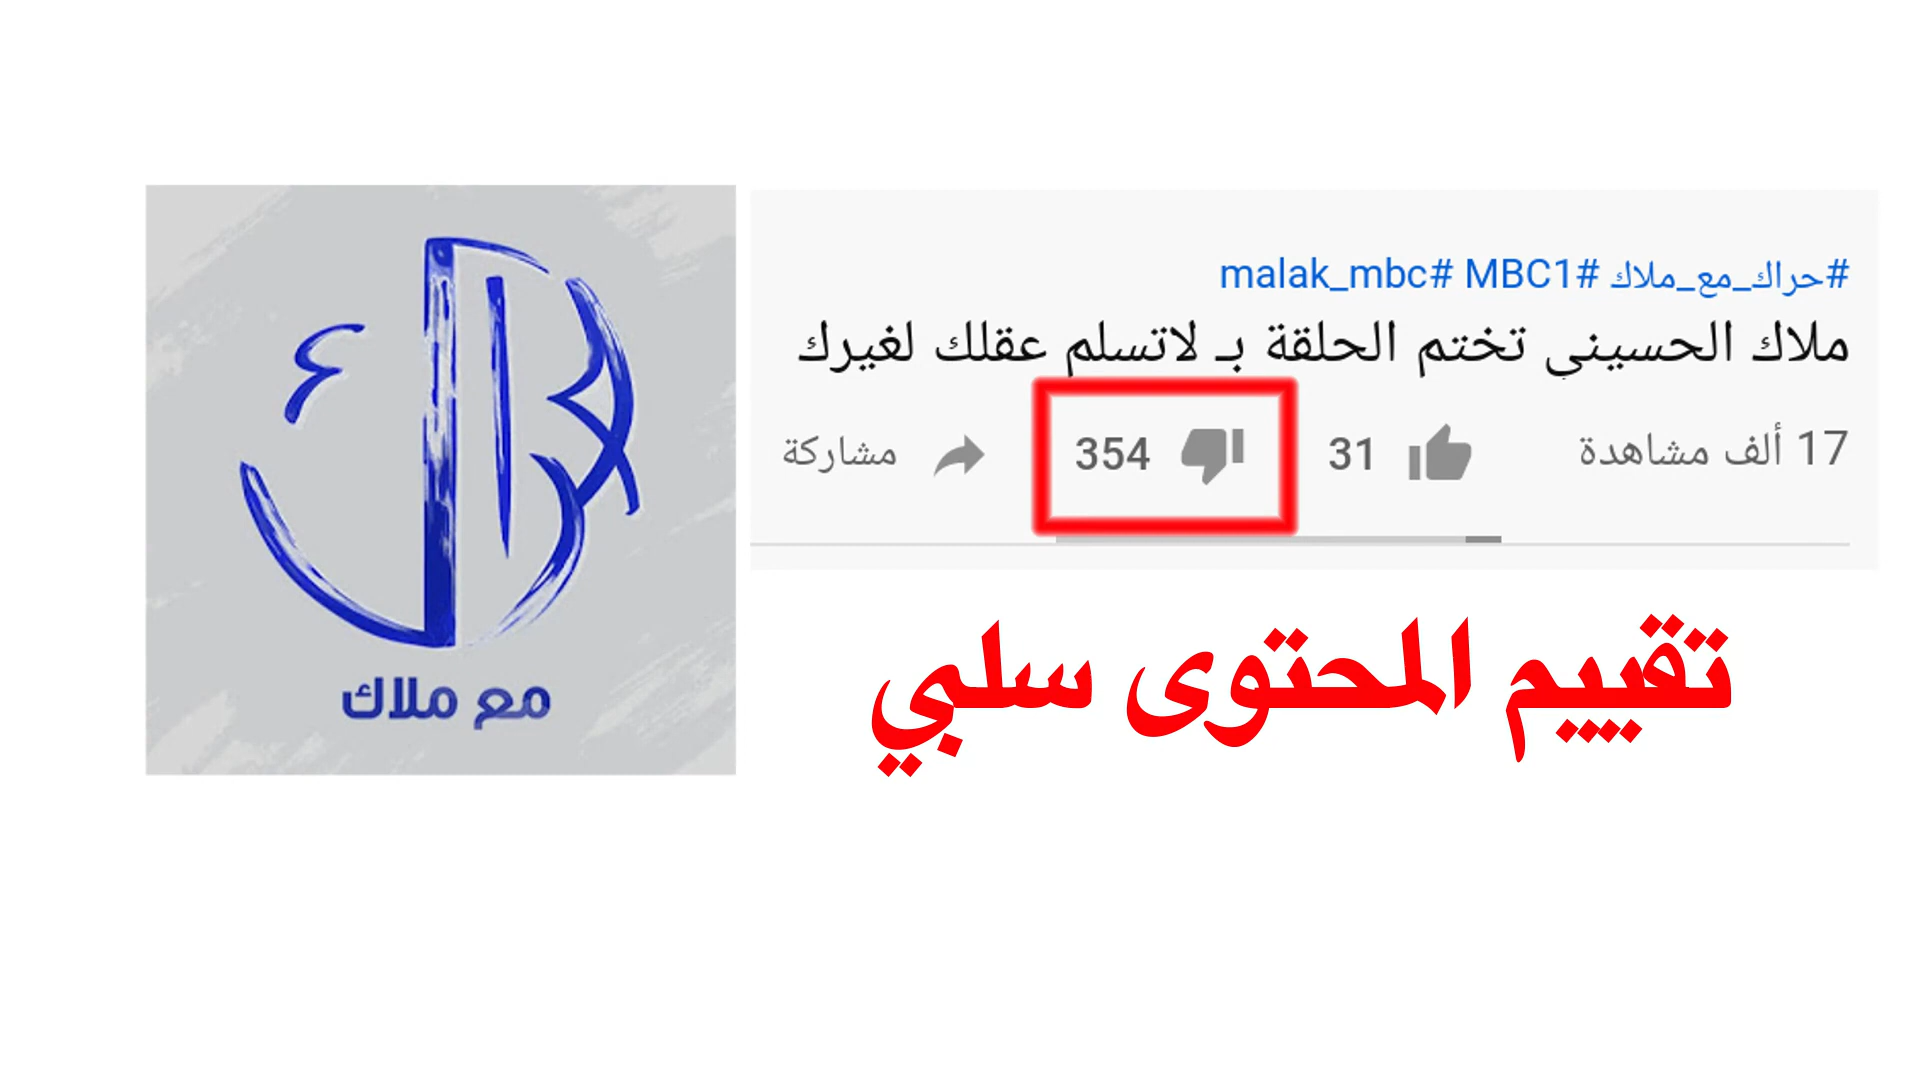 حراك
مع ملاك
#حراك_مع_ملاك #MBC1 #malak_mbc
ملاك الحسيني تختم الحلقة بـ لاتسلم عقلك لغيرك
17 ألف مشاهدة 31 354 مشاركة
تقييم المحتوى سلبي